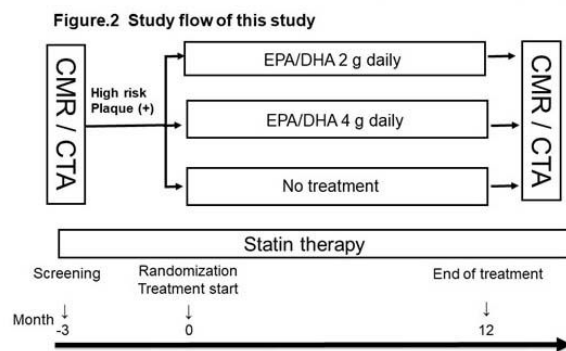 Figure.2 Study flow of this study
CMR / CTA
High risk
Plaque (+)
EPA/DHA 2 g daily
EPA/DHA 4 g daily
No treatment
CMR / CTA
Statin therapy
Screening
Randomization
Treatment start
End of treatment
Month
-3
0
12